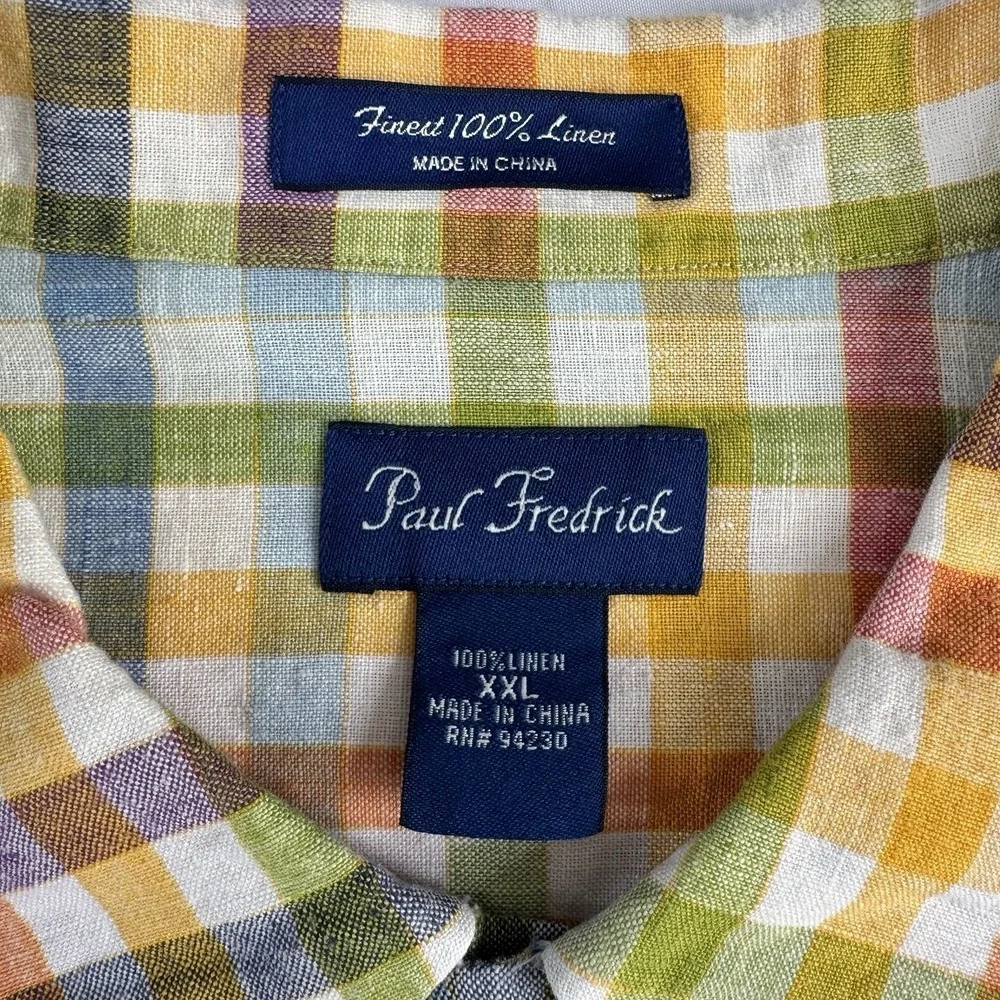 Finest 100% Linen
MADE IN CHINA
Paul Fredrick
100%LINEN
XXL
MADE IN CHINA
RN# 94230